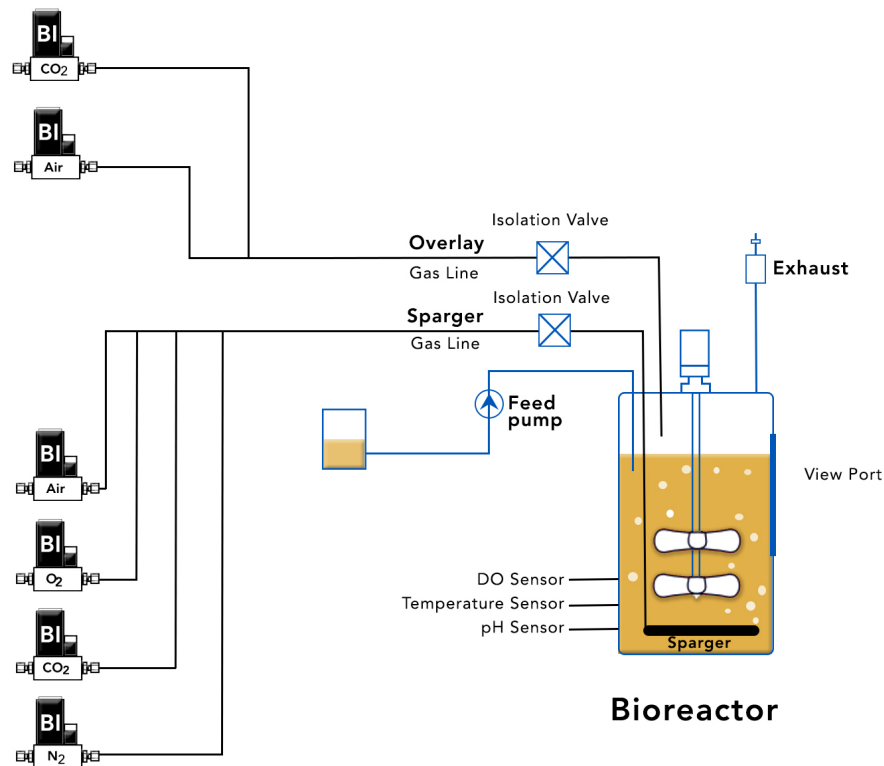 BI
CO2
BI
Air
Isolation Valve
Overlay
Gas Line
Exhaust
Isolation Valve
Sparger
Gas Line
Feed
pump
BI
Air
View Port
BI
O2
DO Sensor
Temperature Sensor
pH Sensor
Sparger
BI
CO2
Bioreactor
BI
N2